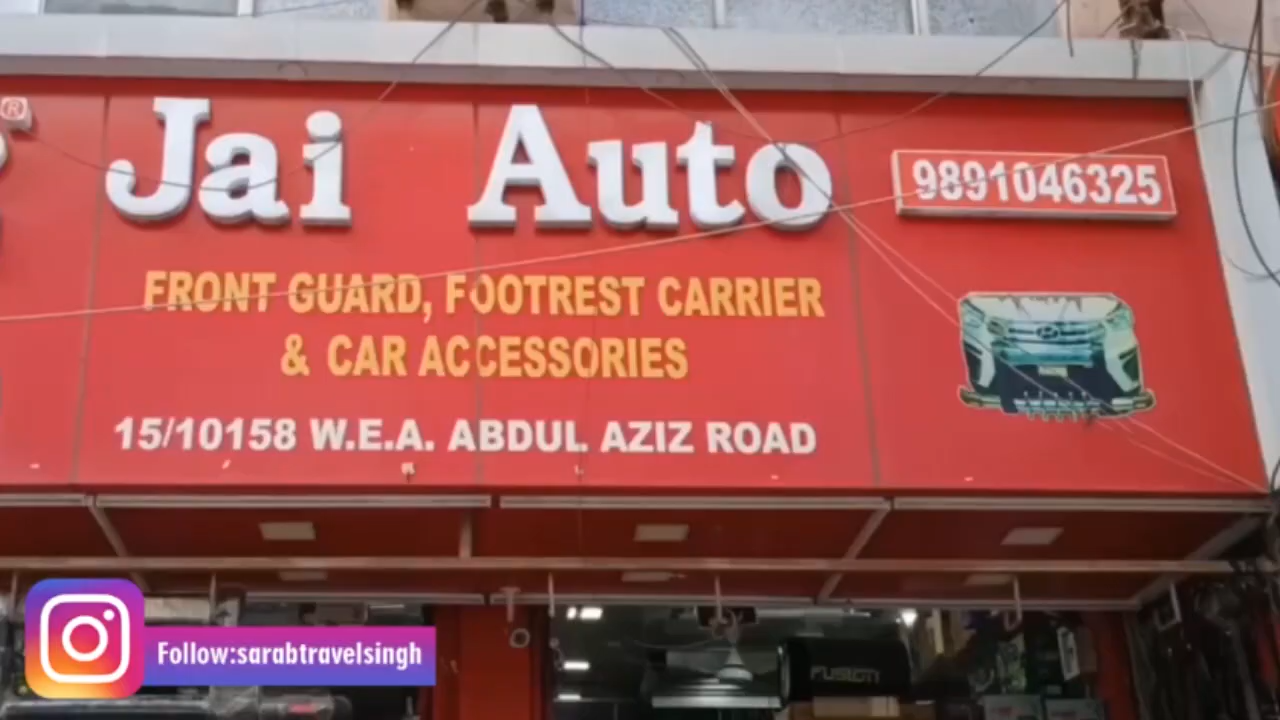 ®
Jai Auto
9891046325
FRONT GUARD, FOOTREST CARRIER
& CAR ACCESSORIES
15/10158 W.E.A. ABDUL AZIZ ROAD
FUSION
Follow:sarabtravelsingh